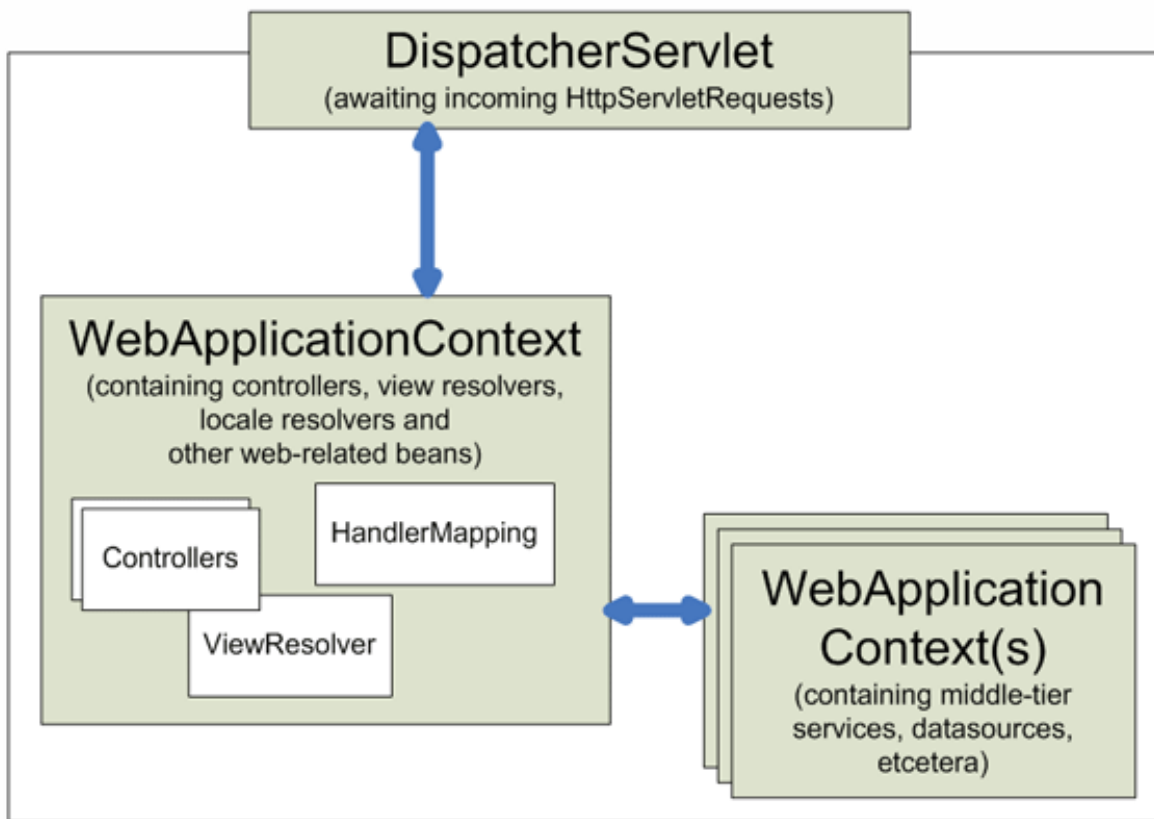 DispatcherServlet
(awaiting incoming HttpServletRequests)
WebApplicationContext
(containing controllers, view resolvers,
locale resolvers and
other web-related beans)
Controllers
HandlerMapping
ViewResolver
WebApplication
Context(s)
(containing middle-tier
services, datasources,
etcetera)